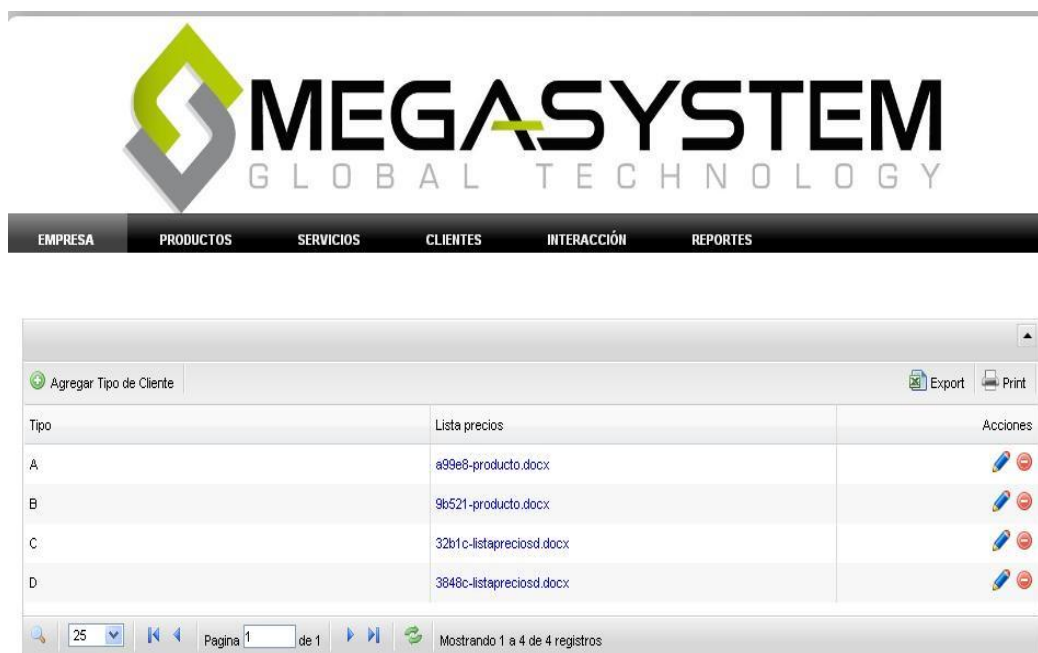 MEGASYSTEM
GLOBAL TECHNOLOGY
EMPRESA PRODUCTOS SERVICIOS CLIENTES INTERACCIÓN REPORTES
Agregar Tipo de Cliente Export Print
Tipo Lista precios Acciones
A a99e8-producto.docx
B 9b521-producto.docx
C 32b1c-listapreciosd.docx
D 3848c-listapreciosd.docx
25 Pagina 1 de 1 Mostrando 1 a 4 de 4 registros